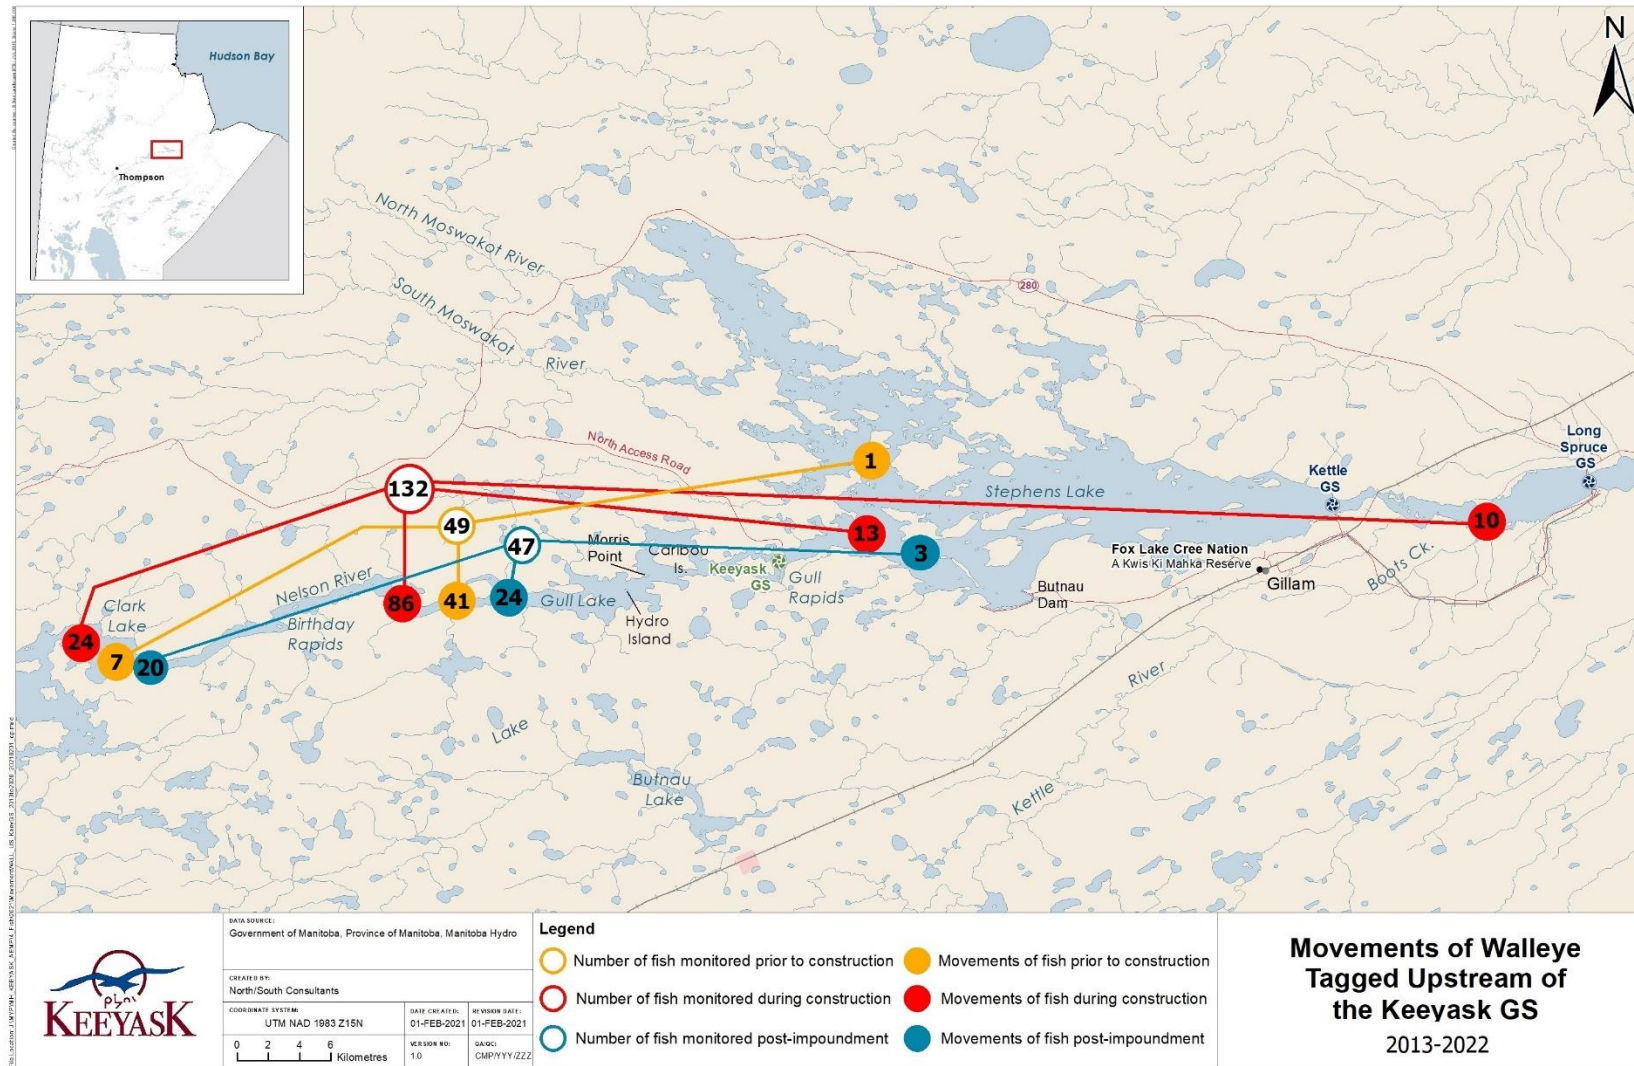 Hudson Bay
Thompson
N
North Moswakot River
280
South Moswakot
River
North Access Road
Long
Spruce
GS
Kettle
GS
Stephens Lake
1
132
13
10
49
47
3
Morris
Point
Caribou
Is.
Keeyask
GS
Gull
Rapids
Fox Lake Cree Nation
A Kwis Ki Mahka Reserve
Gillam
Boots Ck.
Butnau
Dam
Nelson River
Clark
Lake
Birthday
Rapids
86
41
24
Gull Lake
Hydro
Island
24
7
20
River
Lake
Butnau
Lake
Kettle
KEEYASK
DATA SOURCE:
Government of Manitoba, Province of Manitoba, Manitoba Hydro
CREATED BY:
North/South Consultants
COORDINATE SYSTEM:
UTM NAD 1983 Z15N
DATE CREATED:
01-FEB-2021
REVISION DATE:
01-FEB-2021
0 2 4 6
Kilometres
VERSION NO:
1.0
QA/QC:
CMP/YYY/ZZZ
Legend
Number of fish monitored prior to construction
Movements of fish prior to construction
Number of fish monitored during construction
Movements of fish during construction
Number of fish monitored post-impoundment
Movements of fish post-impoundment
Movements of Walleye
Tagged Upstream of
the Keeyask GS
2013-2022